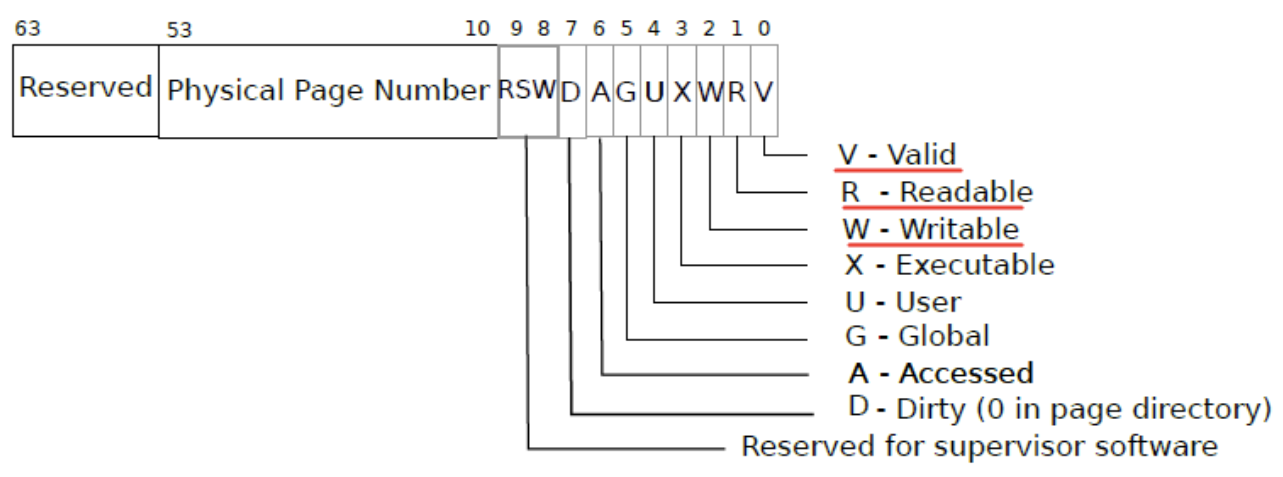 63 53 10 9 8 7 6 5 4 3 2 1 0
Reserved Physical Page Number RSW D A G U X W R V
V - Valid
R - Readable
W - Writable
X - Executable
U - User
G - Global
A - Accessed
D - Dirty (0 in page directory)
Reserved for supervisor software